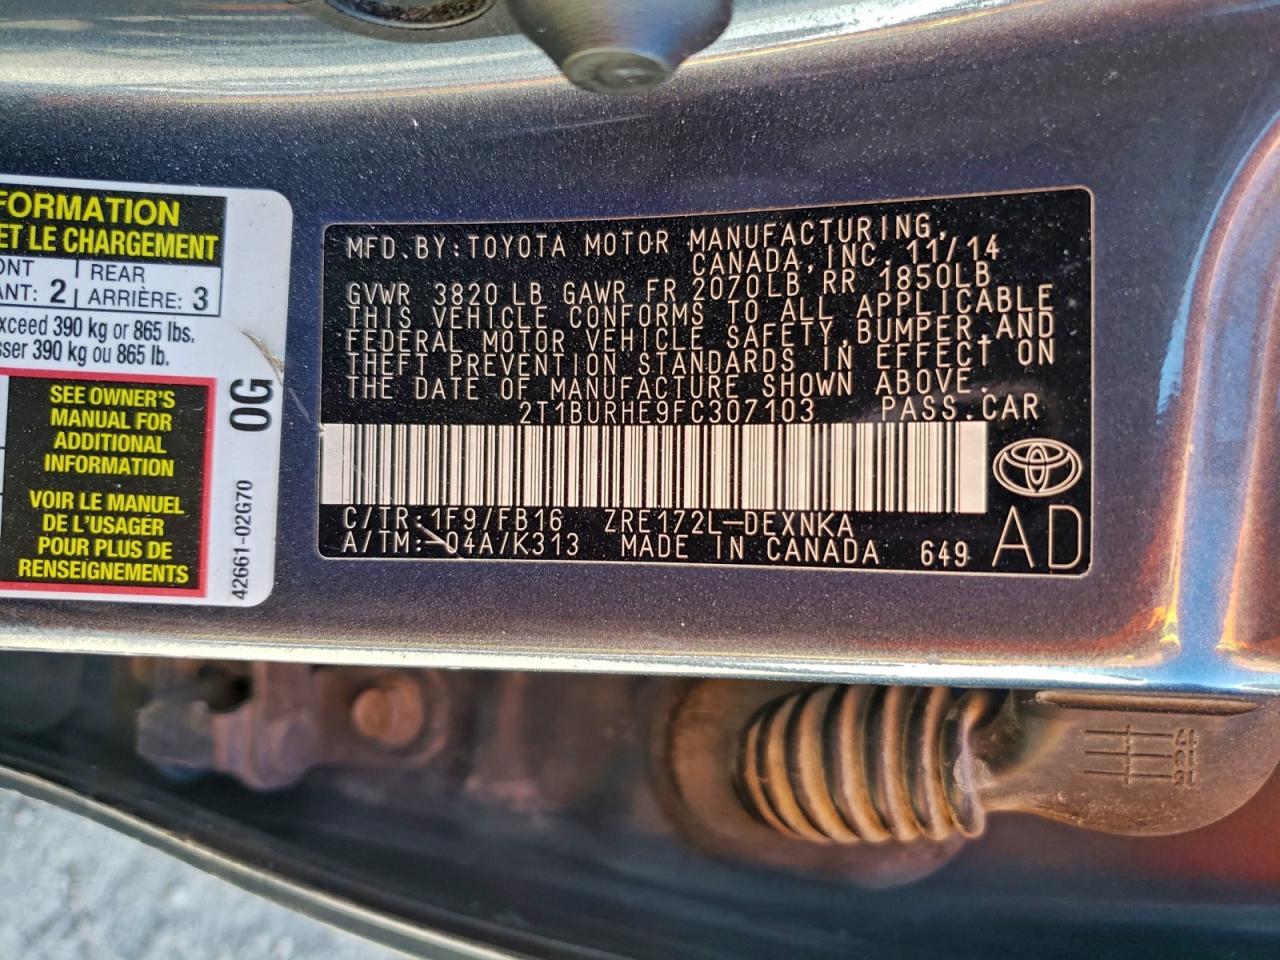 FORMATION
ET LE CHARGEMENT
ONT
ANT: 2
REAR
ARRIÈRE: 3
xceed 390 kg or 865 lbs.
sser 390 kg ou 865 lb.
SEE OWNER'S
MANUAL FOR
ADDITIONAL
INFORMATION
VOIR LE MANUEL
DE L'USAGER
POUR PLUS DE
RENSEIGNEMENTS
0G
42661-02G70
MFD.BY:TOYOTA MOTOR MANUFACTURING,
CANADA,INC.11/14
GVWR 3820 LB GAWR FR 2070LB RR 1850LB
THIS VEHICLE CONFORMS TO ALL APPLICABLE
FEDERAL MOTOR VEHICLE SAFETY,BUMPER,AND
THEFT PREVENTION STANDARDS IN EFFECT ON
THE DATE OF MANUFACTURE SHOWN ABOVE.
2T1BURHE9FC307103 PASS.CAR
C/TR:1F9/FB16 ZRE172L-DEXNKA
A/TM:-04A/K313 MADE IN CANADA 649
AD
17
18
16